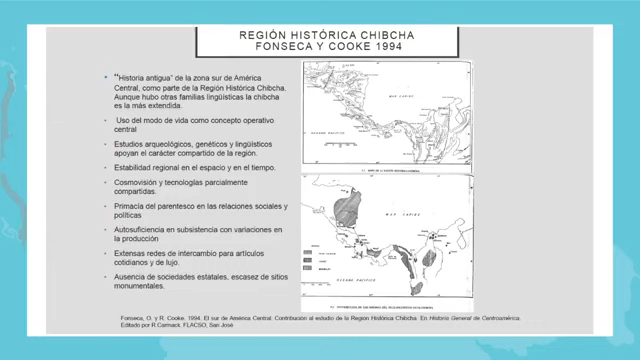 REGIÓN HISTÓRICA CHIBCHA
FONSECA Y COOKE 1994
"Historia antigua" de la zona sur de América
Central, como parte de la Región Histórica Chibcha.
Aunque hubo otras familias lingüísticas la chibcha
es la más extendida.
Uso del modo de vida como concepto operativo
central
Estudios arqueológicos, genéticos y lingüísticos
apoyan el carácter compartido de la región.
Estabilidad regional en el espacio y en el tiempo.
Cosmovisión y tecnologías parcialmente
compartidas.
Primacía del parentesco en las relaciones sociales y
políticas
Autosuficiencia en subsistencia con variaciones en
la producción
Extensas redes de intercambio para artículos
cotidianos y de lujo.
Ausencia de sociedades estatales, escasez de sitios
monumentales.
MAR CARIBE
OCEANO PACIFICO
MAR CARIBE
OCEANO PACIFICO
Fonseca, O. y R. Cooke. 1994. El sur de América Central: Contribución al estudio de la Región Histórica Chibcha. En Historia General de Centroamérica.
Editado por R.Carmack. FLACSO, San José